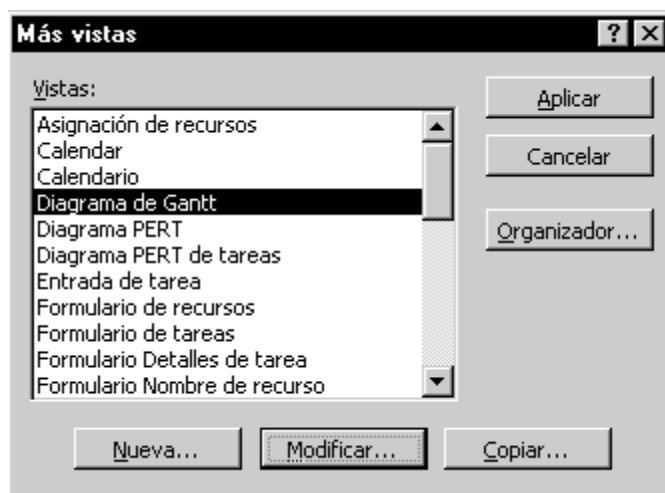 Más vistas
Vistas:
Asignación de recursos
Calendar
Calendario
Diagrama de Gantt
Diagrama PERT
Diagrama PERT de tareas
Entrada de tarea
Formulario de recursos
Formulario de tareas
Formulario Detalles de tarea
Formulario Nombre de recurso
Aplicar
Cancelar
Organizador...
Nueva...
Modificar...
Copiar...